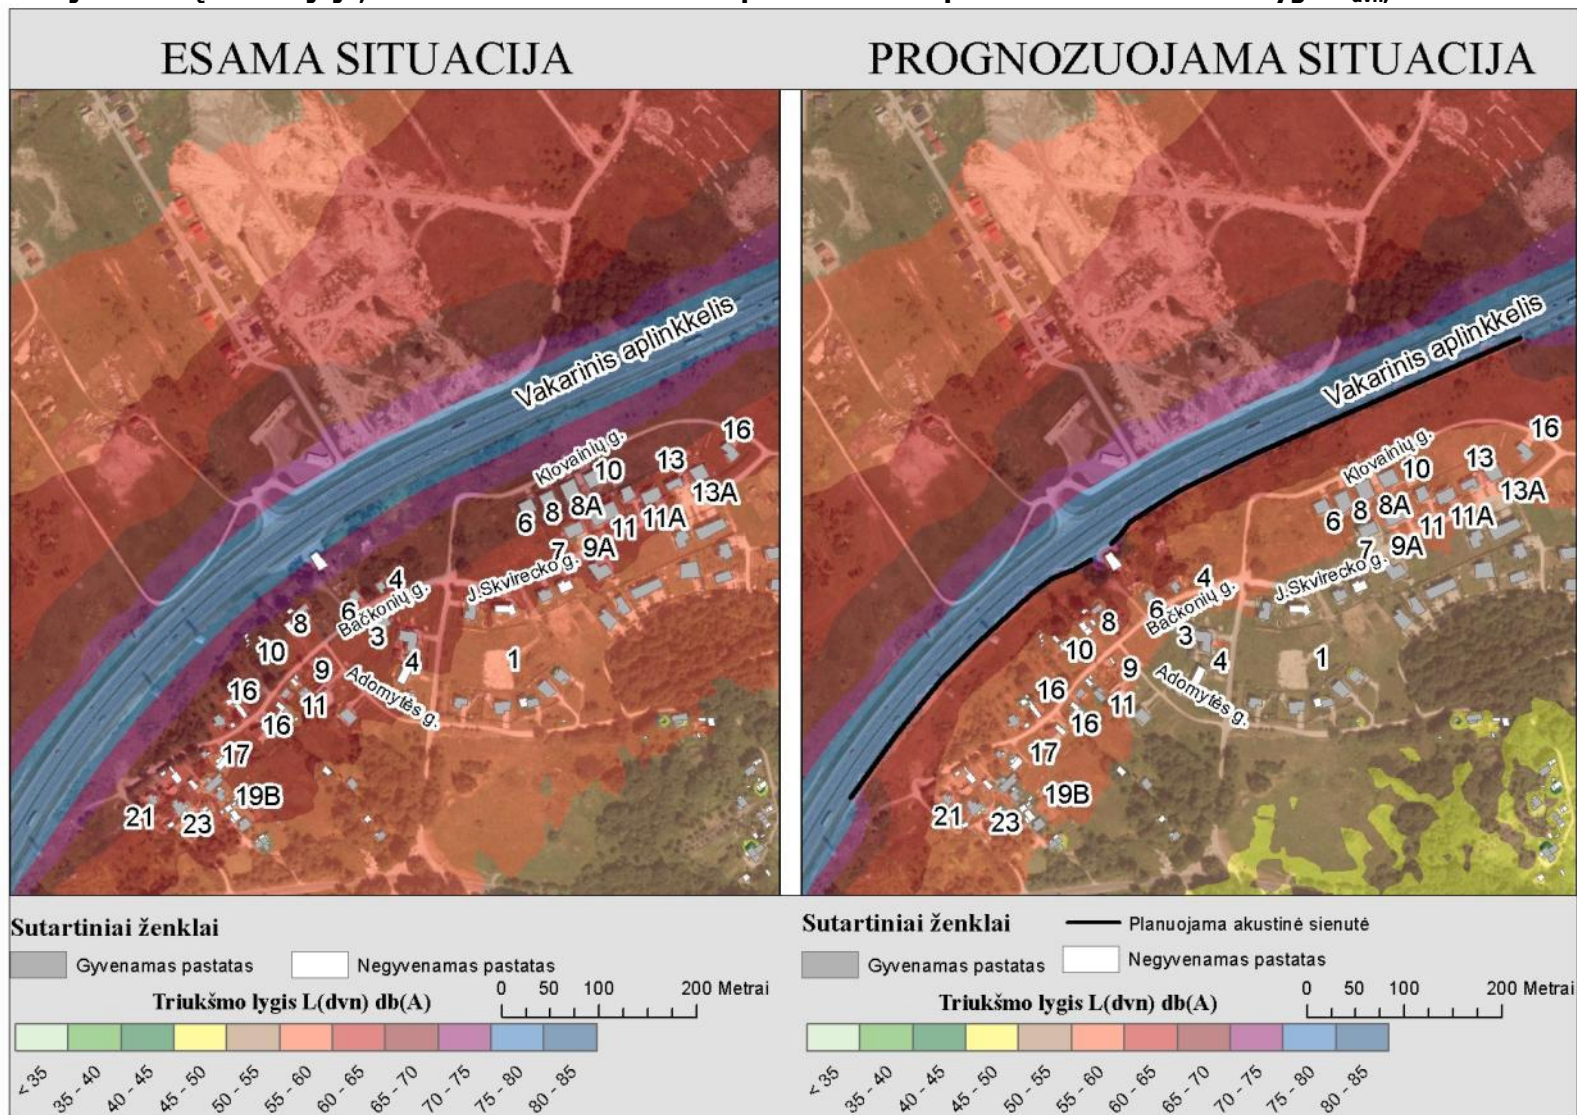 ESAMA SITUACIJA
Vakarinis aplinkkelis
Klovainių g.
16
13
10
13A
8A
8
6
11
11A
7
9A
J.Skvirecko g.
4
Bačkonių g.
6
8
3
10
4
1
9
Adomytės g.
16
11
16
17
19B
21
23
PROGNOZUOJAMA SITUACIJA
Vakarinis aplinkkelis
Klovainių g.
16
13
10
13A
8A
8
6
11
11A
7
9A
J.Skvirecko g.
4
Bačkonių g.
6
8
3
10
4
1
9
Adomytės g.
16
11
16
17
19B
21
23
Sutartiniai ženklai
Gyvenamas pastatas
Negyvenamas pastatas
Triukšmo lygis L(dvn) db(A)
0 50 100 200 Metrai
< 35 35 - 40 40 - 45 45 - 50 50 - 55 55 - 60 60 - 65 65 - 70 70 - 75 75 - 80 80 - 85
Sutartiniai ženklai
Planuojama akustinė sienutė
Gyvenamas pastatas
Negyvenamas pastatas
Triukšmo lygis L(dvn) db(A)
0 50 100 200 Metrai
< 35 35 - 40 40 - 45 45 - 50 50 - 55 55 - 60 60 - 65 65 - 70 70 - 75 75 - 80 80 - 85